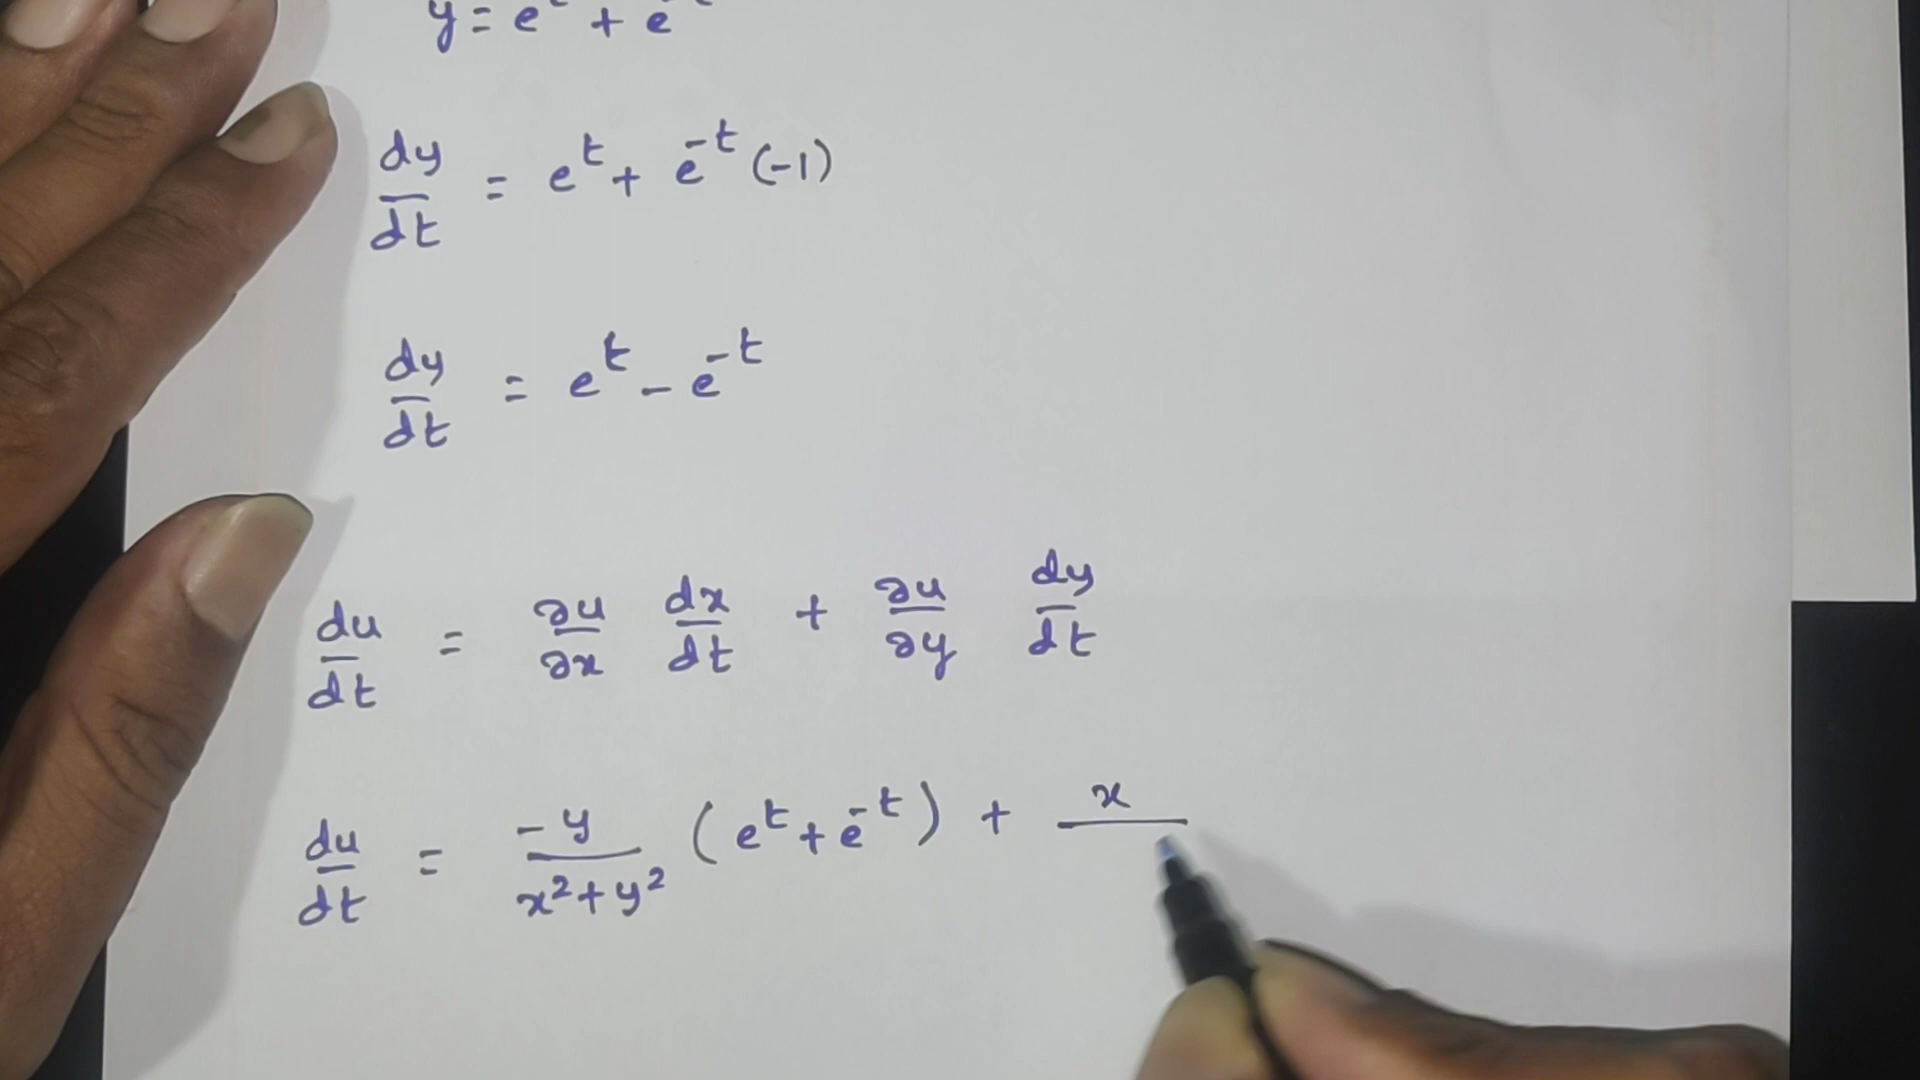 y = e^t + e^-t
dy/dt = e^t + e^-t (-1)
dy/dt = e^t - e^-t
du/dt = ∂u/∂x dx/dt + ∂u/∂y dy/dt
du/dt = -y/(x²+y²) (e^t + e^-t) + x/